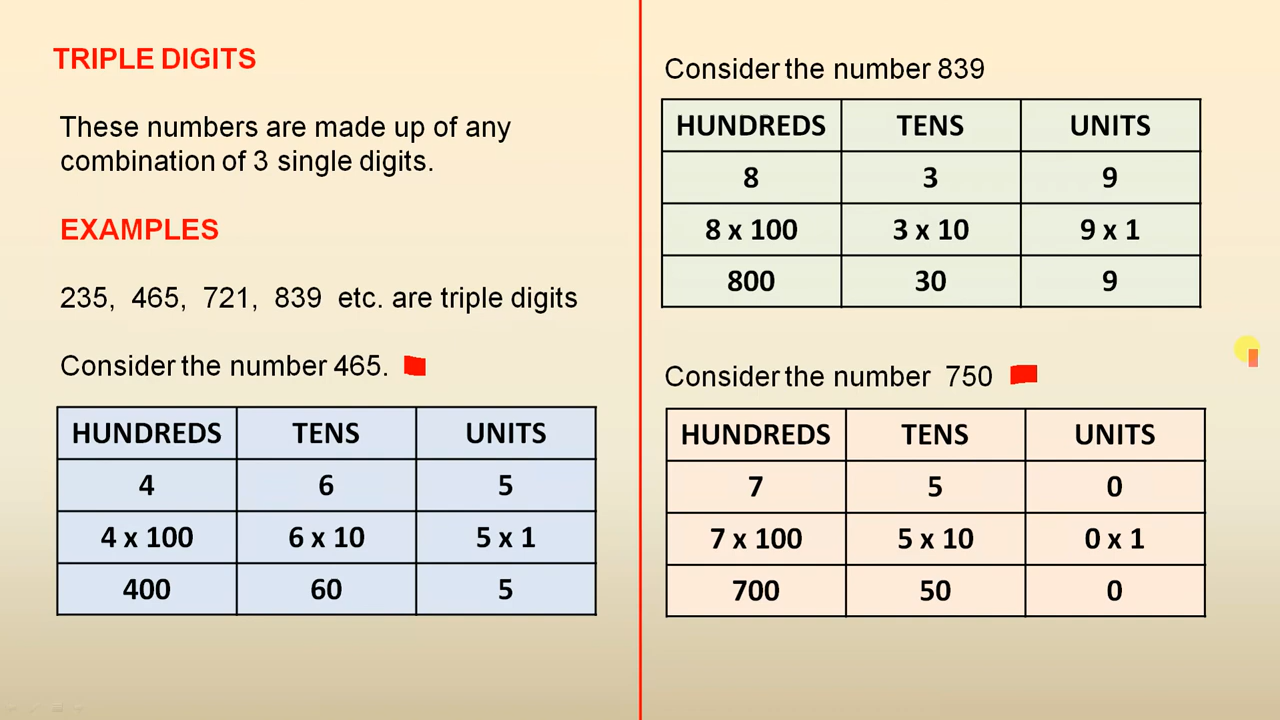 TRIPLE DIGITS
These numbers are made up of any
combination of 3 single digits.
EXAMPLES
235, 465, 721, 839 etc. are triple digits
Consider the number 465.
HUNDREDS TENS UNITS
4 6 5
4 x 100 6 x 10 5 x 1
400 60 5
Consider the number 839
HUNDREDS TENS UNITS
8 3 9
8 x 100 3 x 10 9 x 1
800 30 9
Consider the number 750
HUNDREDS TENS UNITS
7 5 0
7 x 100 5 x 10 0 x 1
700 50 0